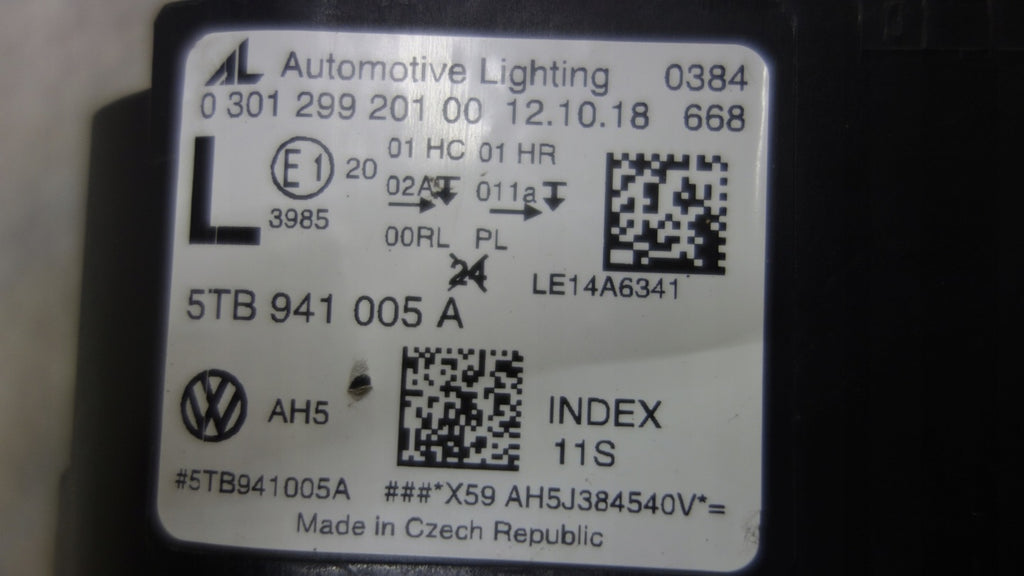 AL Automotive Lighting 0384
0 301 299 201 00 12.10.18 668
L E1 20 01 HC 01 HR
3985 02A 011a
00RL PL
24
LE14A6341
5TB 941 005 A
VW AH5 INDEX
11S
#5TB941005A ###*X59 AH5J384540V*=
Made in Czech Republic